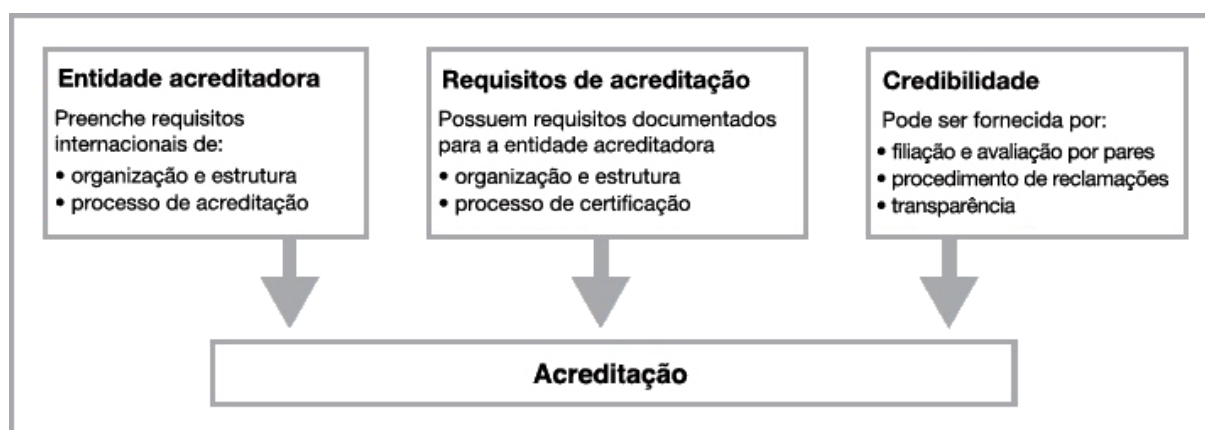 Entidade acreditadora
Preenche requisitos
internacionais de:
• organização e estrutura
• processo de acreditação
Requisitos de acreditação
Possuem requisitos documentados
para a entidade acreditadora
• organização e estrutura
• processo de certificação
Credibilidade
Pode ser fornecida por:
• filiação e avaliação por pares
• procedimento de reclamações
• transparência
Acreditação